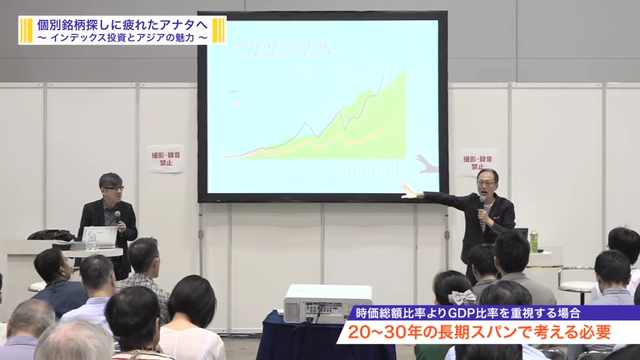 個別銘柄探しに疲れたアナタへ
～ インデックス投資とアジアの魅力 ～
撮影・録音
禁止
撮影・録音
禁止
時価総額比率よりGDP比率を重視する場合
20～30年の長期スパンで考える必要